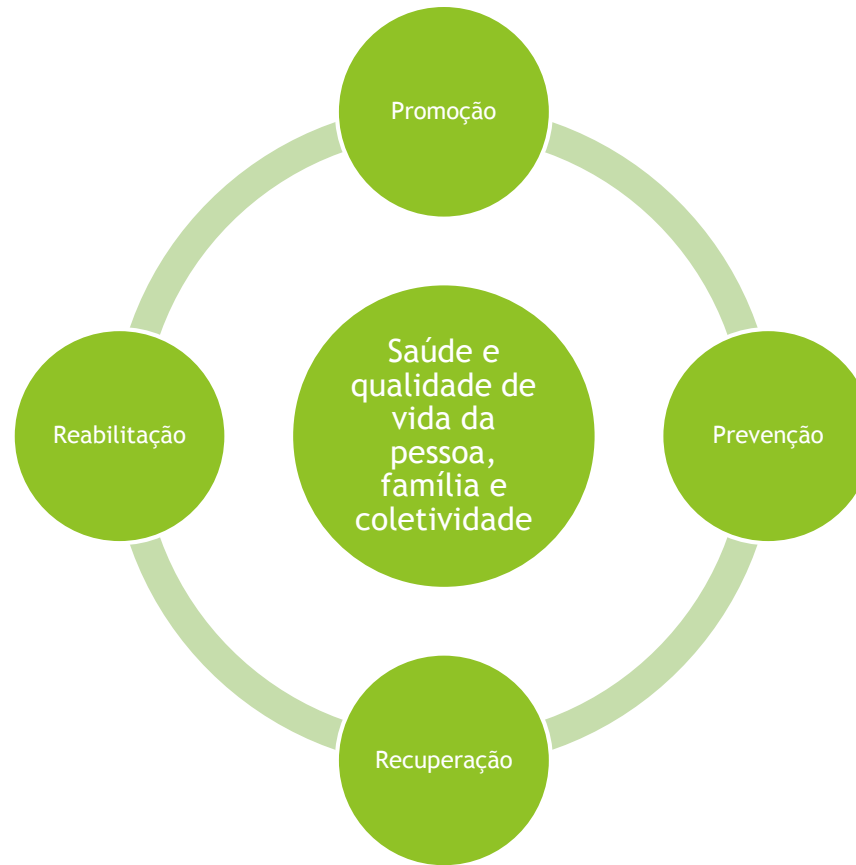 Promoção
Saúde e
qualidade de
vida da
pessoa,
família e
coletividade
Reabilitação
Prevenção
Recuperação